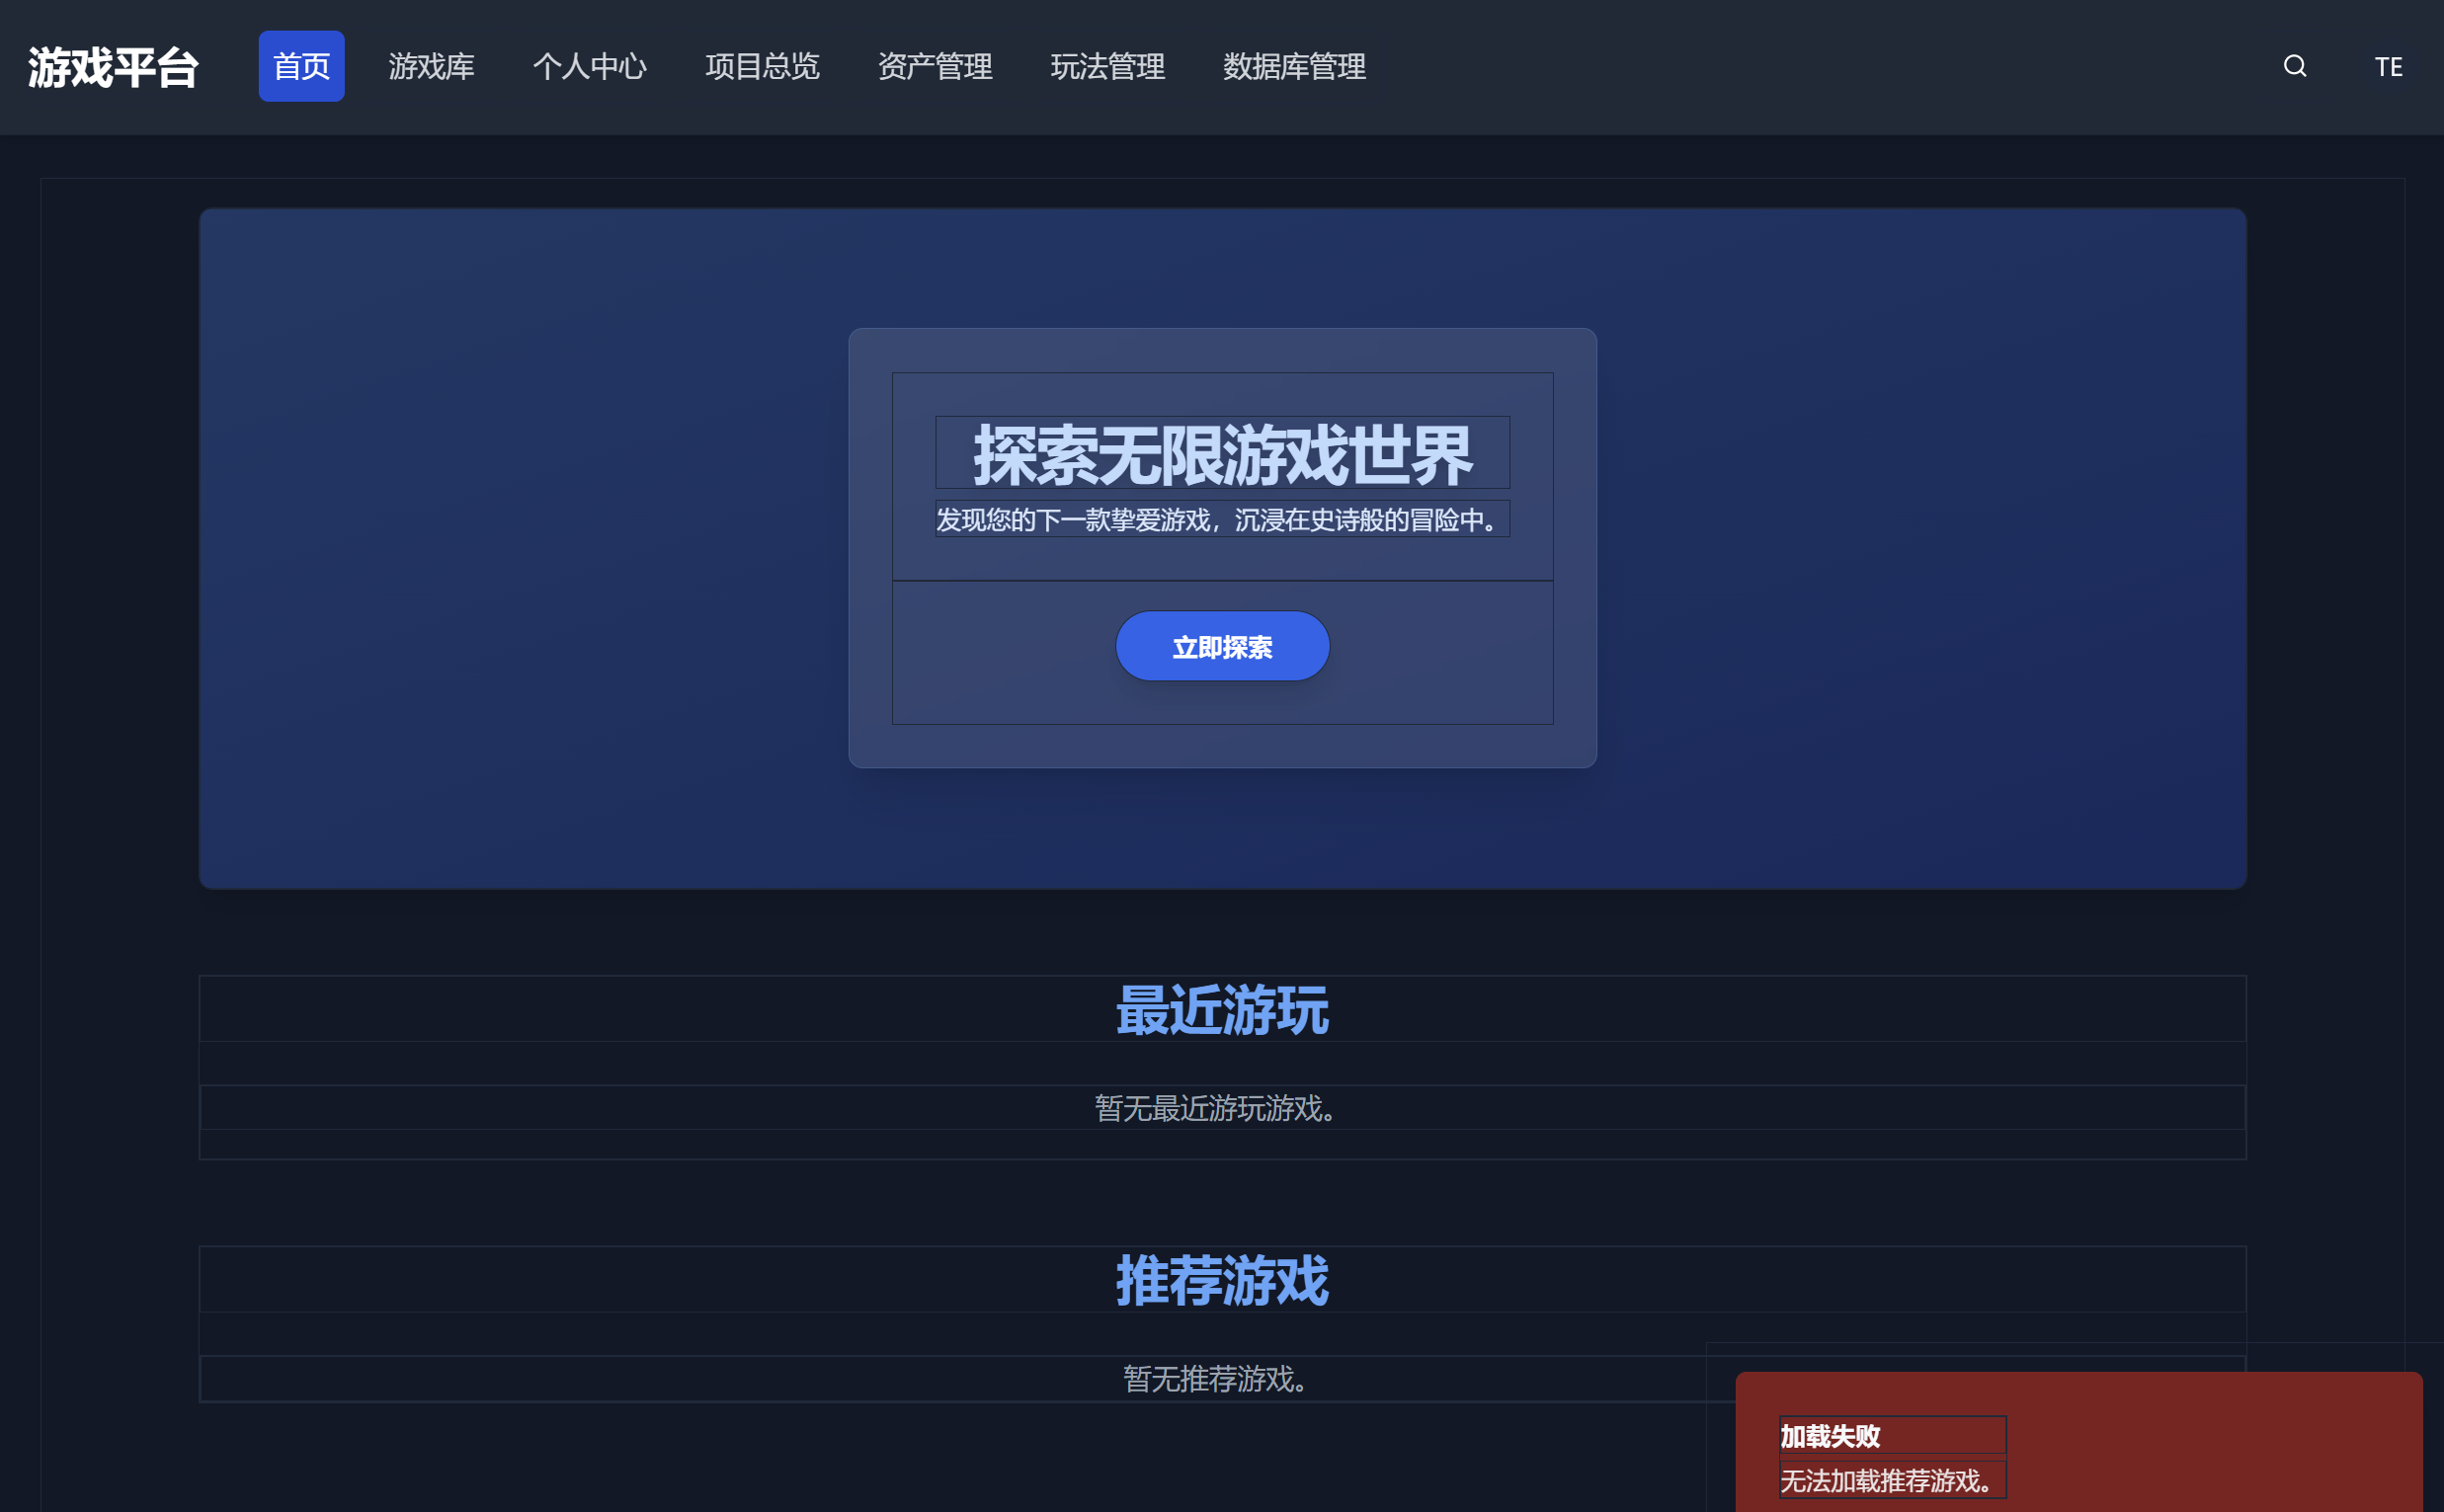 游戏平台 首页 游戏库 个人中心 项目总览 资产管理 玩法管理 数据库管理 TE
探索无限游戏世界
发现您的下一款挚爱游戏，沉浸在史诗般的冒险中。
立即探索
最近游玩
暂无最近游玩游戏。
推荐游戏
暂无推荐游戏。
加载失败
无法加载推荐游戏。